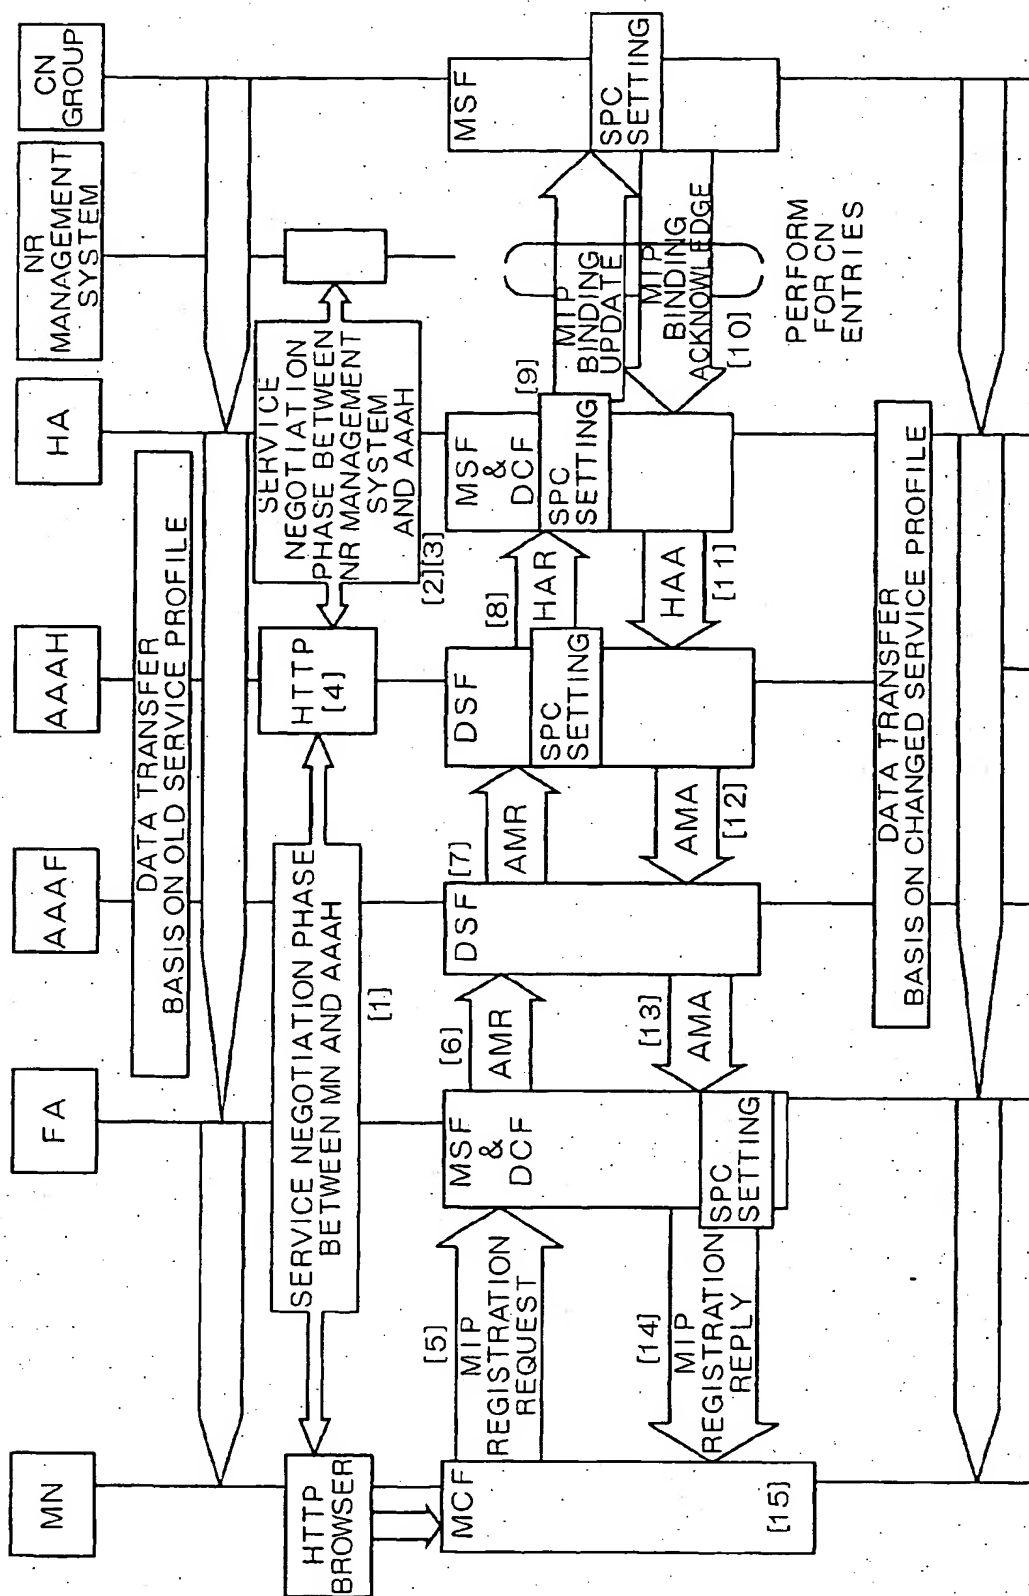 MN
FA
AAAF
AAAH
HA
NR
MANAGEMENT
SYSTEM
CN
GROUP
DATA TRANSFER
BASIS ON OLD SERVICE PROFILE
HTTP
BROWSER
SERVICE NEGOTIATION PHASE
BETWEEN MN AND AAAH
[1]
HTTP
[4]
SERVICE
NEGOTIATION
PHASE BETWEEN
NR MANAGEMENT
SYSTEM
AND AAAH
[2][3]
MCF
[5]
MIP
REGISTRATION
REQUEST
MSF
&
DCF
[6]
AMR
DSF
[7]
AMR
DSF
SPC
SETTING
[8]
HAR
MSF
&
DCF
SPC
SETTING
[9]
MIP
BINDING
UPDATE
MSF
SPC
SETTING
MIP
BINDING
ACKNOWLEDGE
[10]
PERFORM
FOR CN
ENTRIES
HAA
[11]
AMA
[12]
[13]
AMA
SPC
SETTING
[14]
MIP
REGISTRATION
REPLY
[15]
DATA TRANSFER
BASIS ON CHANGED SERVICE PROFILE